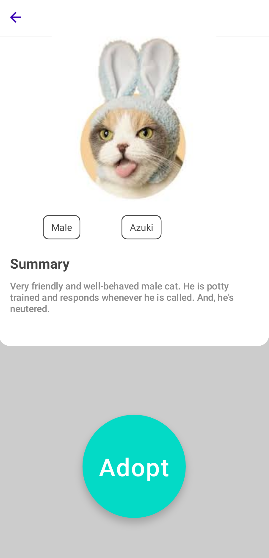 Male
Azuki
Summary
Very friendly and well-behaved male cat. He is potty
trained and responds whenever he is called. And, he's
neutered.
Adopt